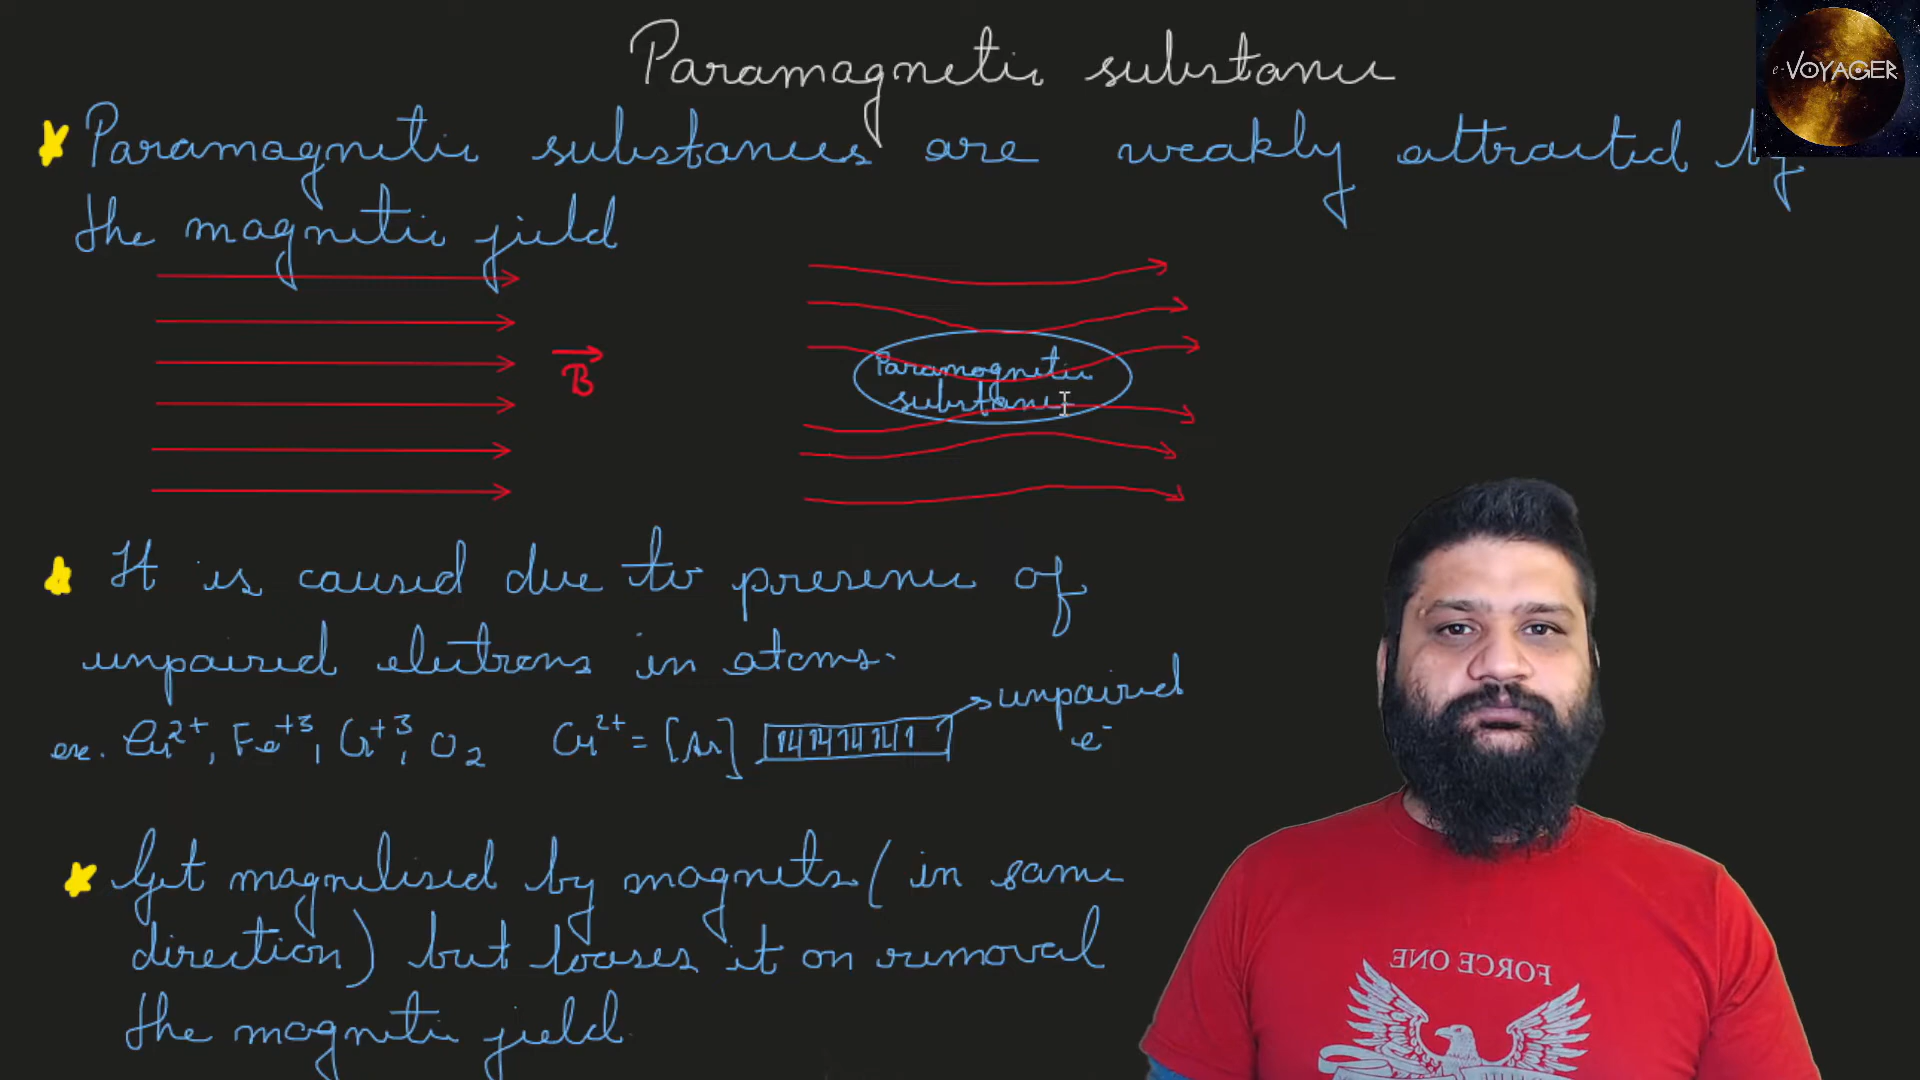 Paramagnetic substance
e-VOYAGER
Paramagnetic substances are weakly attracted by
the magnetic field
B
Paramagnetic
substance
It is caused due to presence of
unpaired electrons in atoms.
unpaired
e-
ex. Cu²⁺, Fe⁺³, Cr⁺³, O₂ Cu²⁺ = [Ar]
Get magnetised by magnets (in same
direction) but looses it on removal
the magnetic field
FORCE ONE